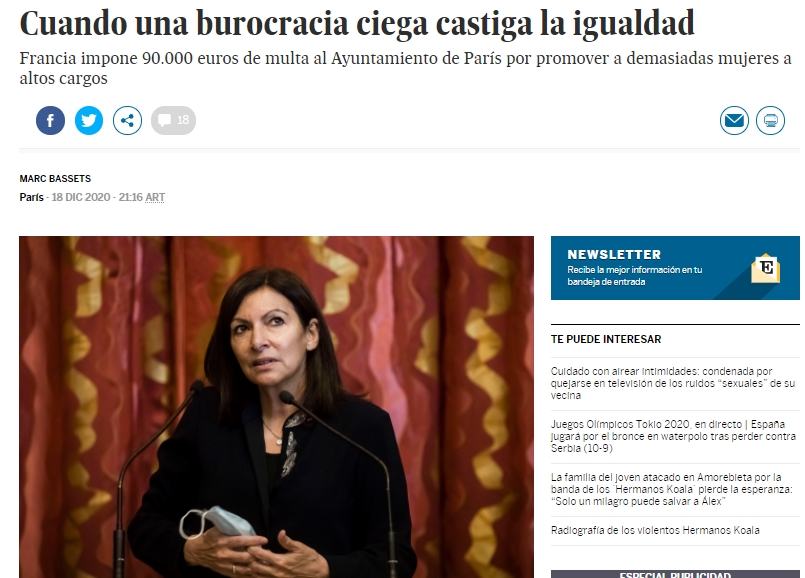 Cuando una burocracia ciega castiga la igualdad
Francia impone 90.000 euros de multa al Ayuntamiento de París por promover a demasiadas mujeres a
altos cargos
18
MARC BASSETS
París - 18 DIC 2020 - 21:16 ART
NEWSLETTER
Recibe la mejor información en tu
bandeja de entrada
E
TE PUEDE INTERESAR
Cuidado con airear intimidades: condenada por
quejarse en televisión de los ruidos “sexuales” de su
vecina
Juegos Olímpicos Tokio 2020, en directo | España
jugará por el bronce en waterpolo tras perder contra
Serbia (10-9)
La familia del joven atacado en Amorebieta por la
banda de los ‘Hermanos Koala’ pierde la esperanza:
“Solo un milagro puede salvar a Álex”
Radiografía de los violentos Hermanos Koala
ESPECIAL PUBLICIDAD